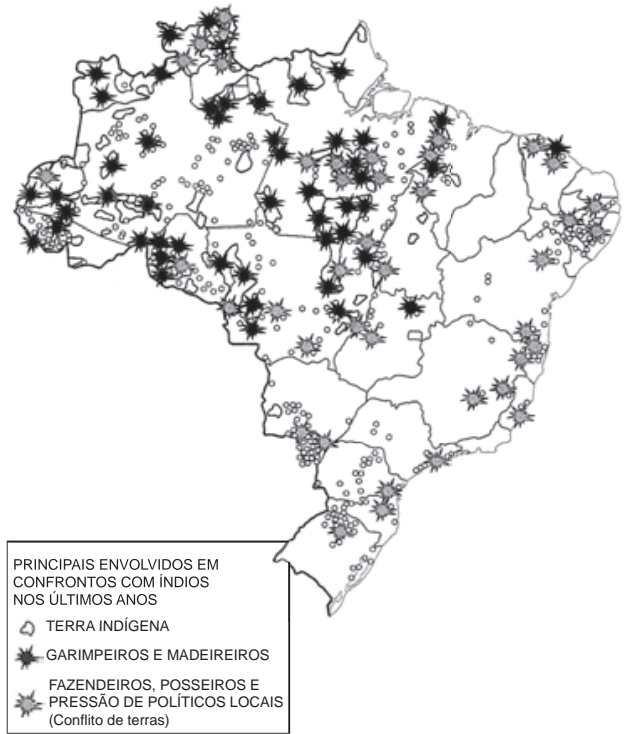 PRINCIPAIS ENVOLVIDOS EM
CONFRONTOS COM ÍNDIOS
NOS ÚLTIMOS ANOS
TERRA INDÍGENA
GARIMPEIROS E MADEIREIROS
FAZENDEIROS, POSSEIROS E
PRESSÃO DE POLÍTICOS LOCAIS
(Conflito de terras)